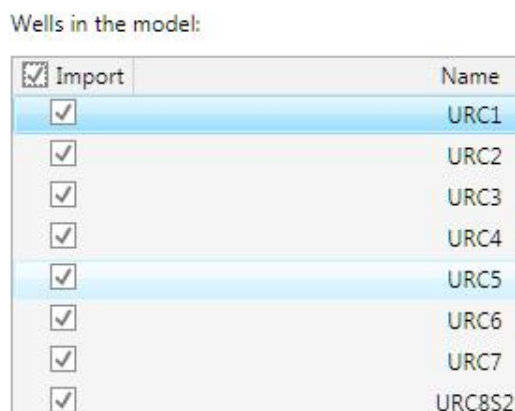 Wells in the model:
Import Name
URC1
URC2
URC3
URC4
URC5
URC6
URC7
URC8S2